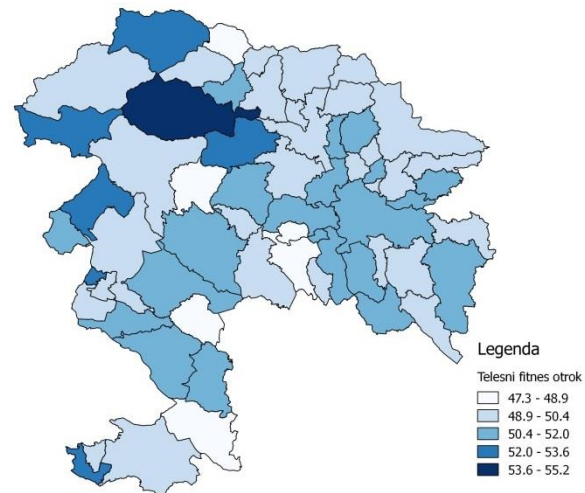 Legenda
Telesni fitnes otrok
47.3 - 48.9
48.9 - 50.4
50.4 - 52.0
52.0 - 53.6
53.6 - 55.2